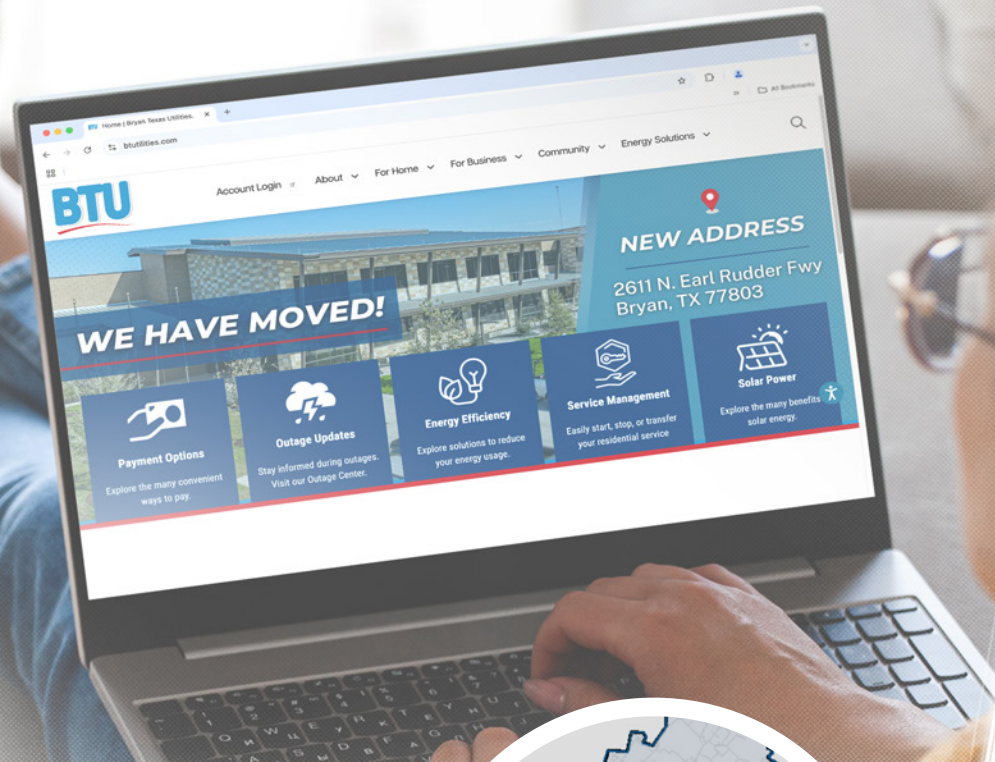 Home | Bryan Texas Utilities.
btutilities.com
All Bookmarks
BTU
Account Login
About
For Home
For Business
Community
Energy Solutions
WE HAVE MOVED!
NEW ADDRESS
2611 N. Earl Rudder Fwy
Bryan, TX 77803
Payment Options
Explore the many convenient
ways to pay.
Outage Updates
Stay informed during outages.
Visit our Outage Center.
Energy Efficiency
Explore solutions to reduce
your energy usage.
Service Management
Easily start, stop, or transfer
your residential service
Solar Power
Explore the many benefits
solar energy.